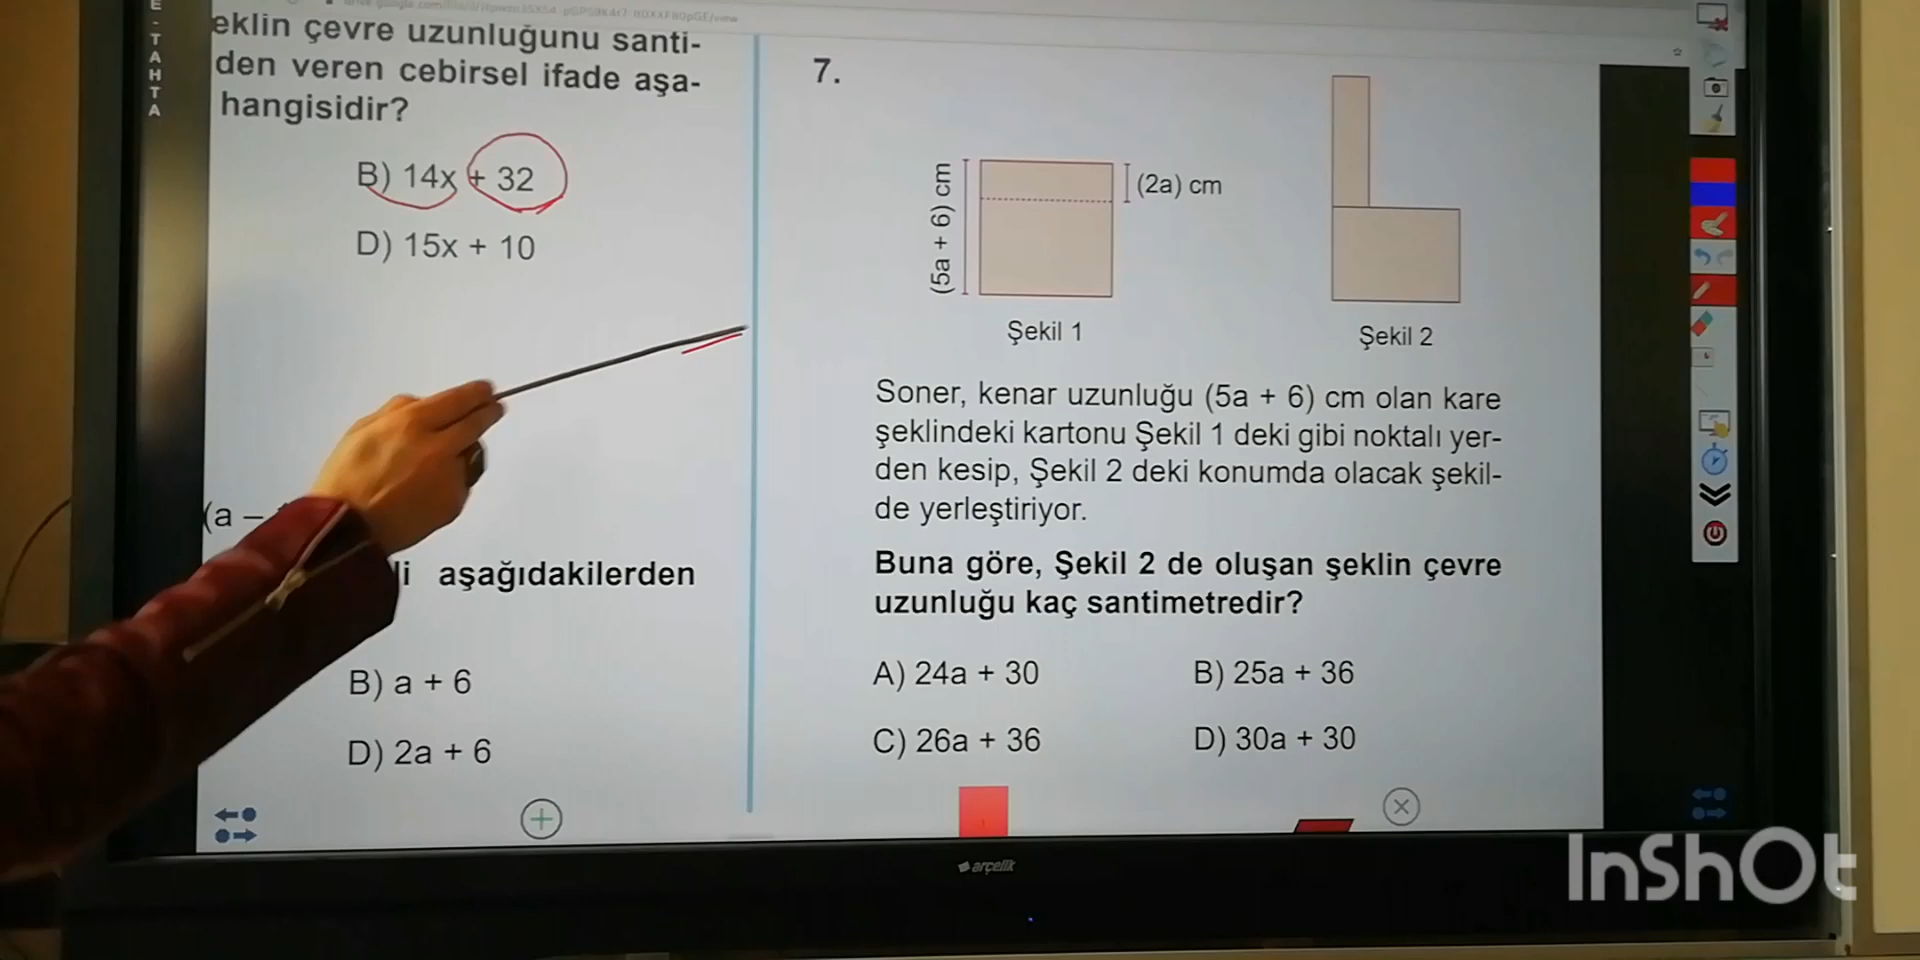 E-TAHTA
eklin çevre uzunluğunu santi-
den veren cebirsel ifade aşa-
hangisidir?
B) 14x + 32
D) 15x + 10
(a –
li aşağıdakilerden
B) a + 6
D) 2a + 6
7.
(5a + 6) cm
(2a) cm
Şekil 1
Şekil 2
Soner, kenar uzunluğu (5a + 6) cm olan kare
şeklindeki kartonu Şekil 1 deki gibi noktalı yer-
den kesip, Şekil 2 deki konumda olacak şekil-
de yerleştiriyor.
Buna göre, Şekil 2 de oluşan şeklin çevre
uzunluğu kaç santimetredir?
A) 24a + 30
B) 25a + 36
C) 26a + 36
D) 30a + 30
arçelik
InShOt